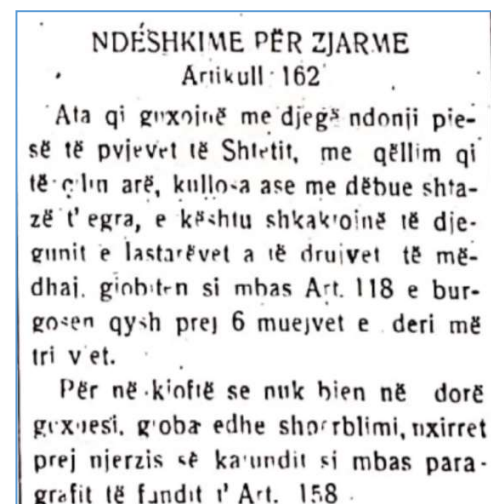 NDËSHKIME PËR ZJARME
Artikull 162
Ata qi guxojnë me djegë ndonji pje-
së të pyjevet të Shtetit, me qëllim qi
të çelin arë, kullosa ase me dëbue shta-
zë t' egra, e kështu shkaktojnë të dje-
gunit e lastarëvet a të drujvet të më-
dhaj, gjobiten si mbas Art. 118 e bur-
gosen qysh prej 6 muejvet e deri më
tri vjet.
Për në kjoftë se nuk bien në dorë
guxuesi, gjoba edhe shpërblimi, nxirret
prej njerzis së katundit si mbas para-
grafit të fundit t' Art. 158